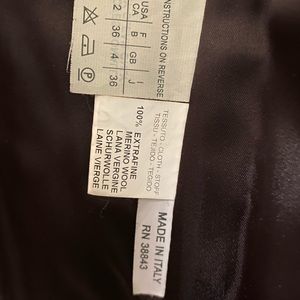 INSTRUCTIONS ON REVERSE
USA F I
CA B GB J
2 36 4 36
TESSUTO - CLOTH - STOFF
TISSU - TEJIDO - TECIDO
100% EXTRAFINE
MERINO WOOL
LANA VERGINE
SCHURWOLLE
LAINE VIERGE
MADE IN ITALY
RN 38843